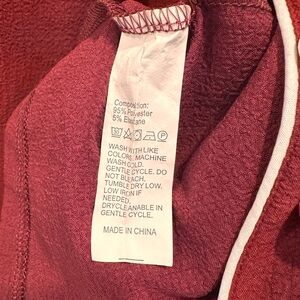 Composition:
95% Polyester
5% Elastane
WASH WITH LIKE
COLORS. MACHINE
WASH COLD.
GENTLE CYCLE. DO
NOT BLEACH.
TUMBLE DRY LOW.
LOW IRON IF
NEEDED.
DRYCLEANABLE IN
GENTLE CYCLE.
MADE IN CHINA